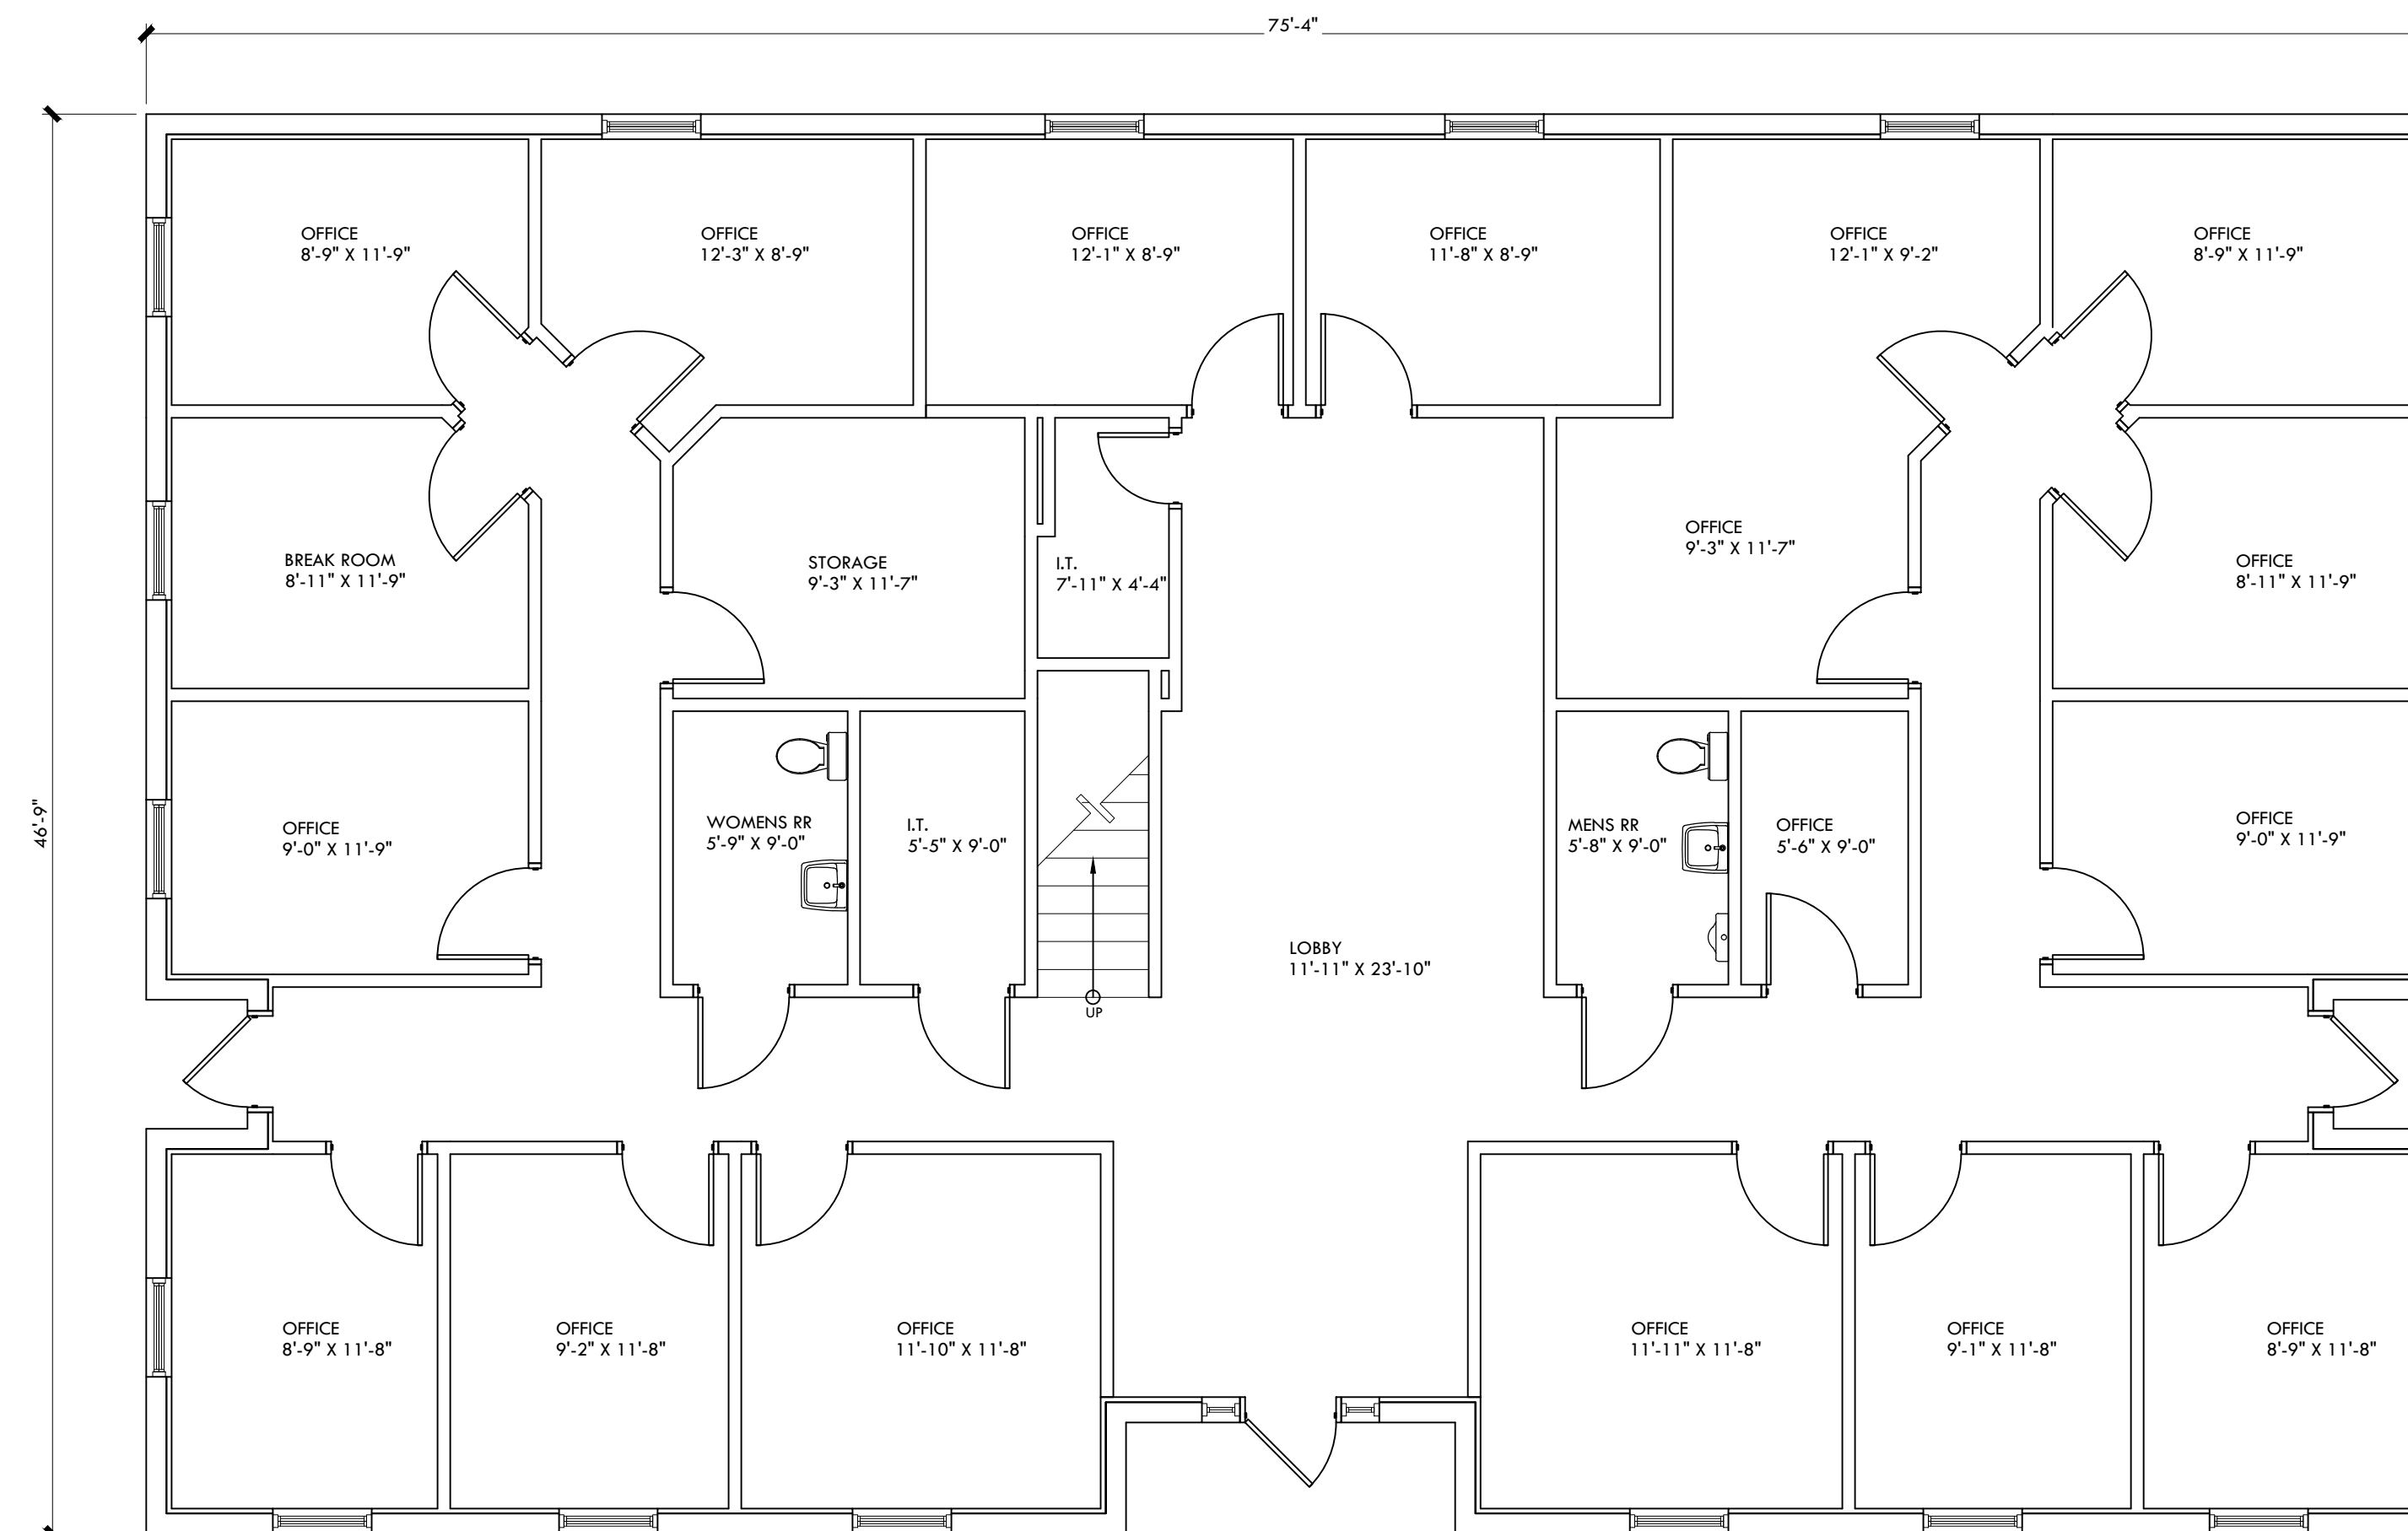 75'-4"
46'-9"
OFFICE
8'-9" X 11'-9"
OFFICE
12'-3" X 8'-9"
OFFICE
12'-1" X 8'-9"
OFFICE
11'-8" X 8'-9"
OFFICE
12'-1" X 9'-2"
OFFICE
8'-9" X 11'-9"
BREAK ROOM
8'-11" X 11'-9"
STORAGE
9'-3" X 11'-7"
I.T.
7'-11" X 4'-4"
OFFICE
9'-3" X 11'-7"
OFFICE
8'-11" X 11'-9"
OFFICE
9'-0" X 11'-9"
WOMENS RR
5'-9" X 9'-0"
I.T.
5'-5" X 9'-0"
UP
LOBBY
11'-11" X 23'-10"
MENS RR
5'-8" X 9'-0"
OFFICE
5'-6" X 9'-0"
OFFICE
9'-0" X 11'-9"
OFFICE
8'-9" X 11'-8"
OFFICE
9'-2" X 11'-8"
OFFICE
11'-10" X 11'-8"
OFFICE
11'-11" X 11'-8"
OFFICE
9'-1" X 11'-8"
OFFICE
8'-9" X 11'-8"